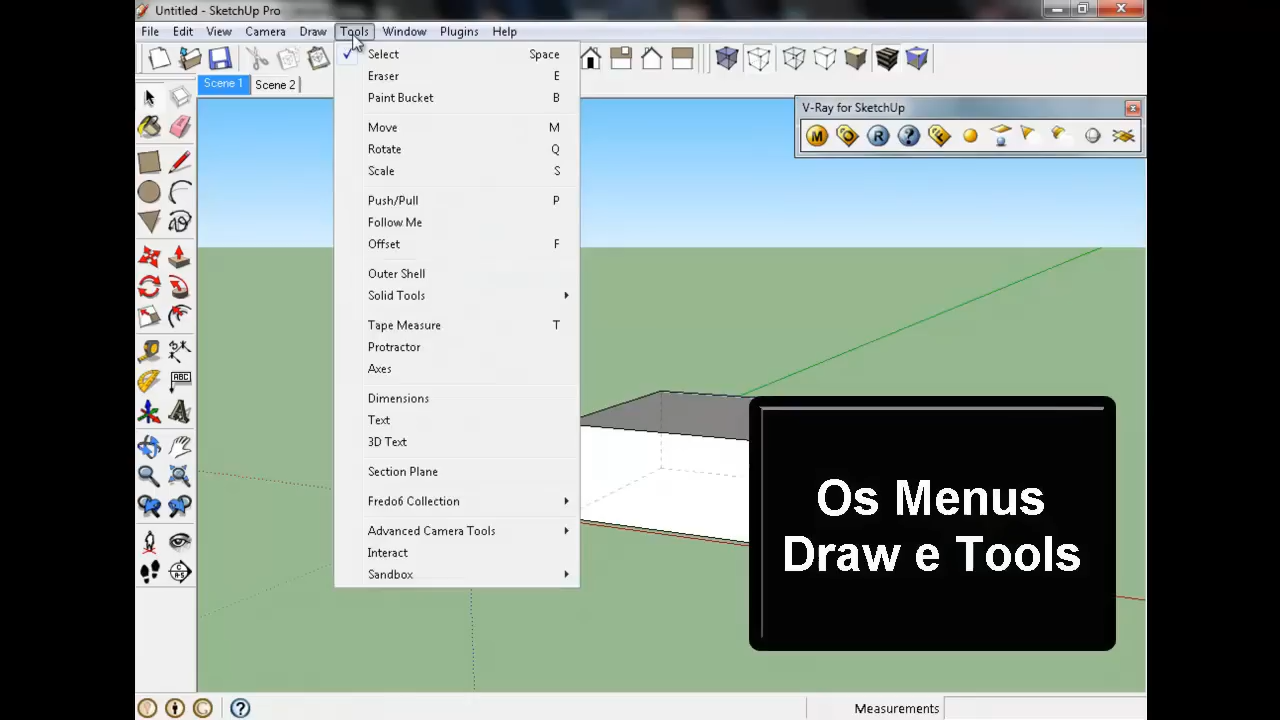 Untitled - SketchUp Pro
File Edit View Camera Draw Tools Window Plugins Help
Scene 1 Scene 2
Select Space
Eraser E
Paint Bucket B
Move M
Rotate Q
Scale S
Push/Pull P
Follow Me
Offset F
Outer Shell
Solid Tools
Tape Measure T
Protractor
Axes
Dimensions
Text
3D Text
Section Plane
Fredo6 Collection
Advanced Camera Tools
Interact
Sandbox
V-Ray for SketchUp
M O R ? F
ABC
Os Menus
Draw e Tools
Measurements